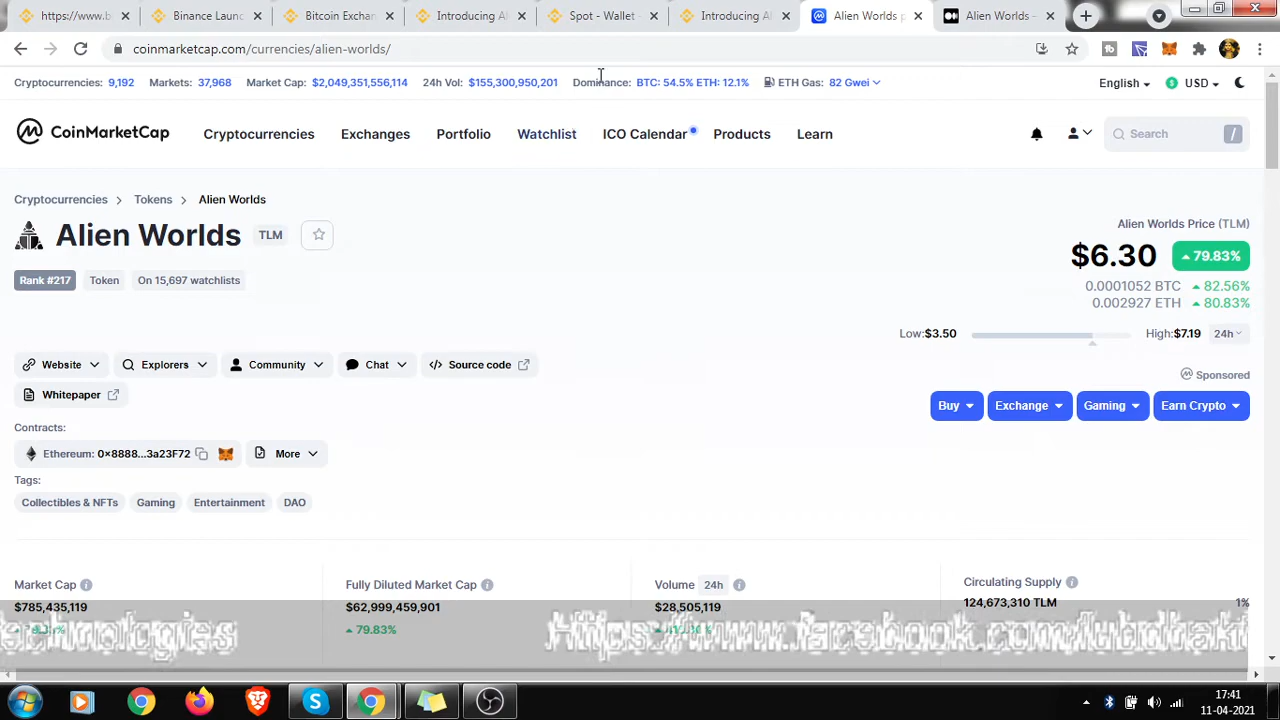 https://www.b
Binance Laun
Bitcoin Exchar
Introducing Al
Spot - Wallet
Introducing Al
Alien Worlds p
Alien Worlds –
coinmarketcap.com/currencies/alien-worlds/
Cryptocurrencies: 9,192 Markets: 37,968 Market Cap: $2,049,351,556,114 24h Vol: $155,300,950,201 Dominance: BTC: 54.5% ETH: 12.1% ETH Gas: 82 Gwei English USD
CoinMarketCap Cryptocurrencies Exchanges Portfolio Watchlist ICO Calendar Products Learn Search /
Cryptocurrencies > Tokens > Alien Worlds
Alien Worlds TLM
Rank #217 Token On 15,697 watchlists
Alien Worlds Price (TLM)
$6.30 79.83%
0.0001052 BTC 82.56%
0.002927 ETH 80.83%
Low:$3.50 High:$7.19 24h
Website Explorers Community Chat Source code
Whitepaper
Sponsored
Buy Exchange Gaming Earn Crypto
Contracts:
Ethereum: 0x8888...3a23F72 More
Tags:
Collectibles & NFTs Gaming Entertainment DAO
Market Cap Fully Diluted Market Cap Volume 24h Circulating Supply
$785,435,119 $62,999,459,901 $28,505,119 124,673,310 TLM 1%
79.83%
Https://www.facebook.com/
17:41
11-04-2021